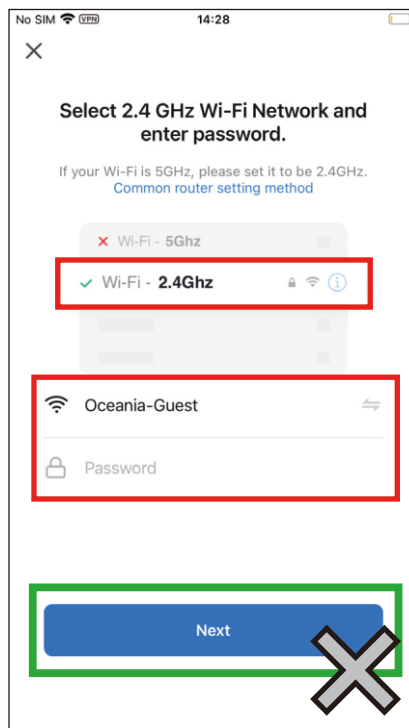 No SIM VPN 14:28
Select 2.4 GHz Wi-Fi Network and
enter password.
If your Wi-Fi is 5GHz, please set it to be 2.4GHz.
Common router setting method
Wi-Fi - 5Ghz
Wi-Fi - 2.4Ghz
Oceania-Guest
Password
Next